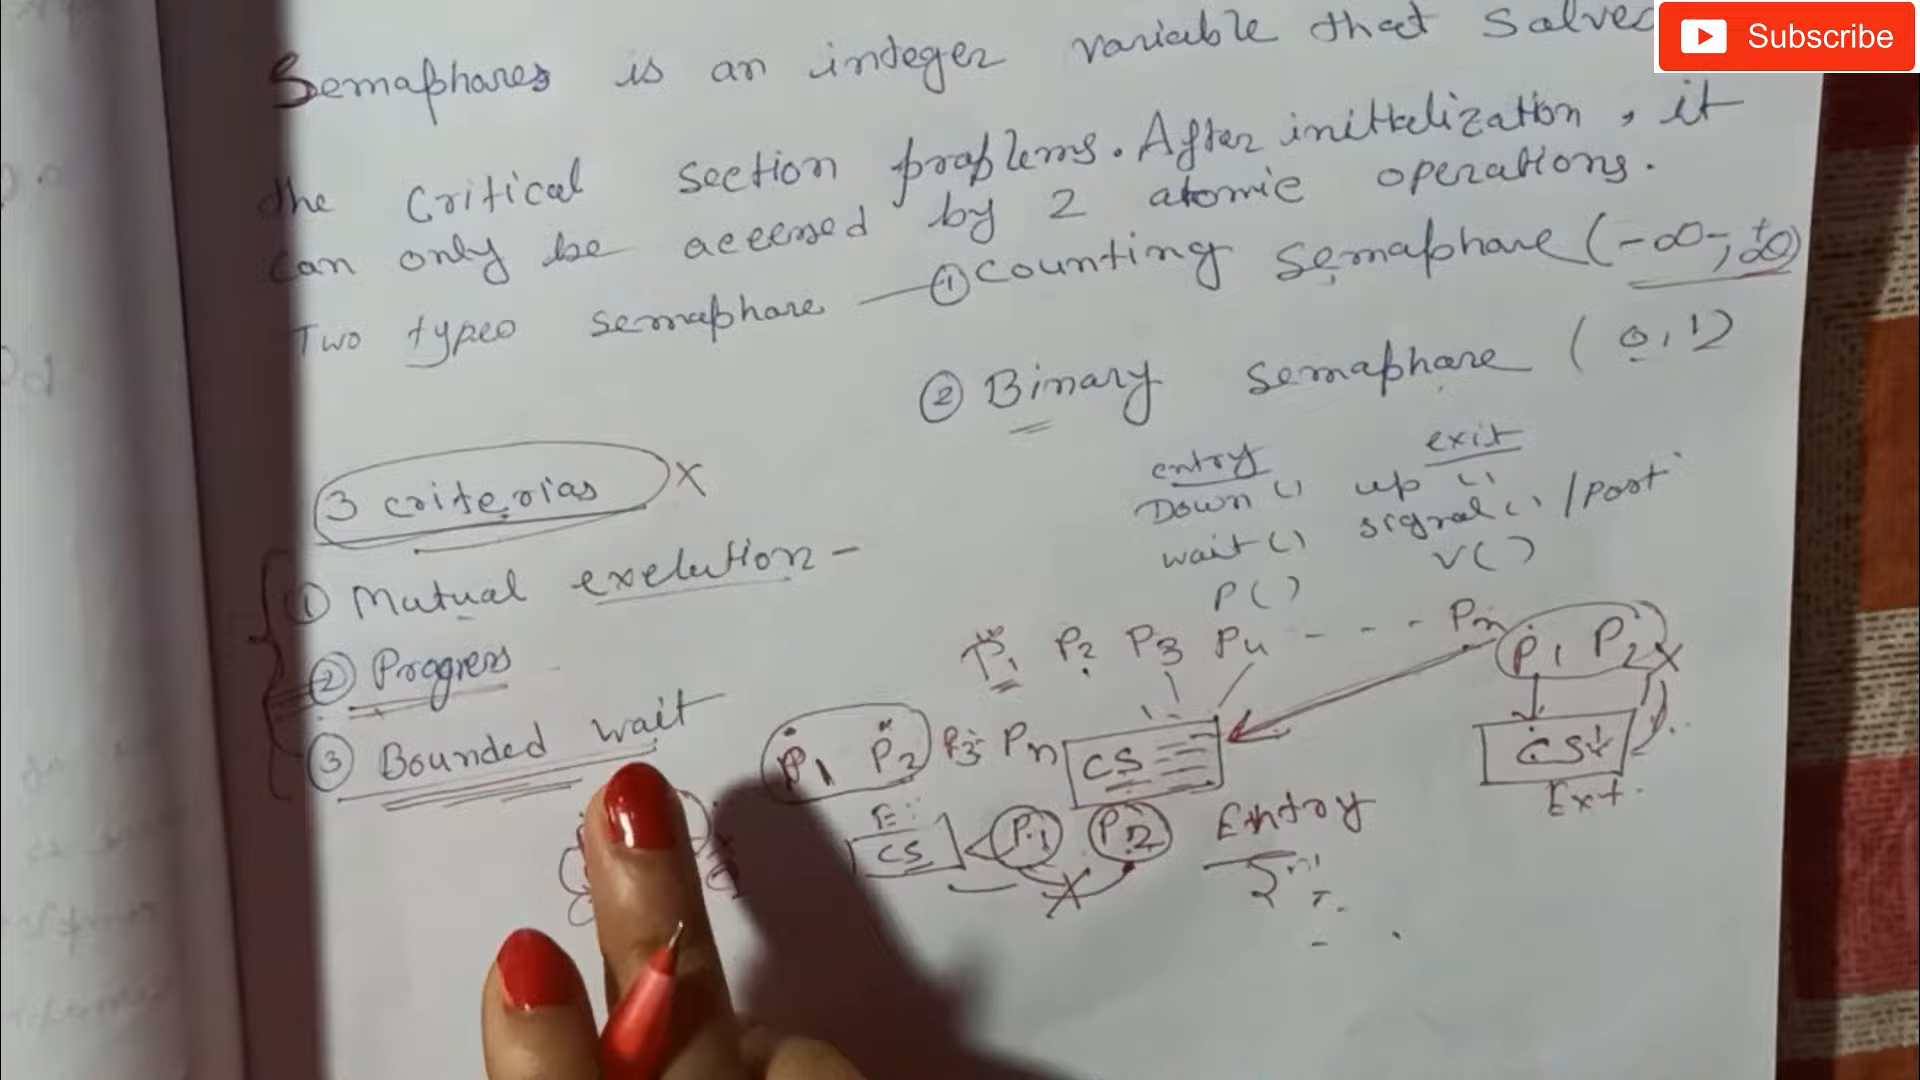 Subscribe
Semaphores is an integer variable that solves
the critical section problems. After initialization, it
can only be accessed by 2 atomic operations.
Two types semaphore — ① Counting semaphore (-∞, +∞)
② Binary semaphore (0, 1)
3 criterias X
① Mutual exclution -
② Progress
③ Bounded wait
entry exit
Down () up ()
wait () signal () / Post
P() V()
P1 P2 P3 P4 - - - - Pn
P1 P2
CS
Exit
P1 P2 P3 Pn CS
CS P1 P2 Entry